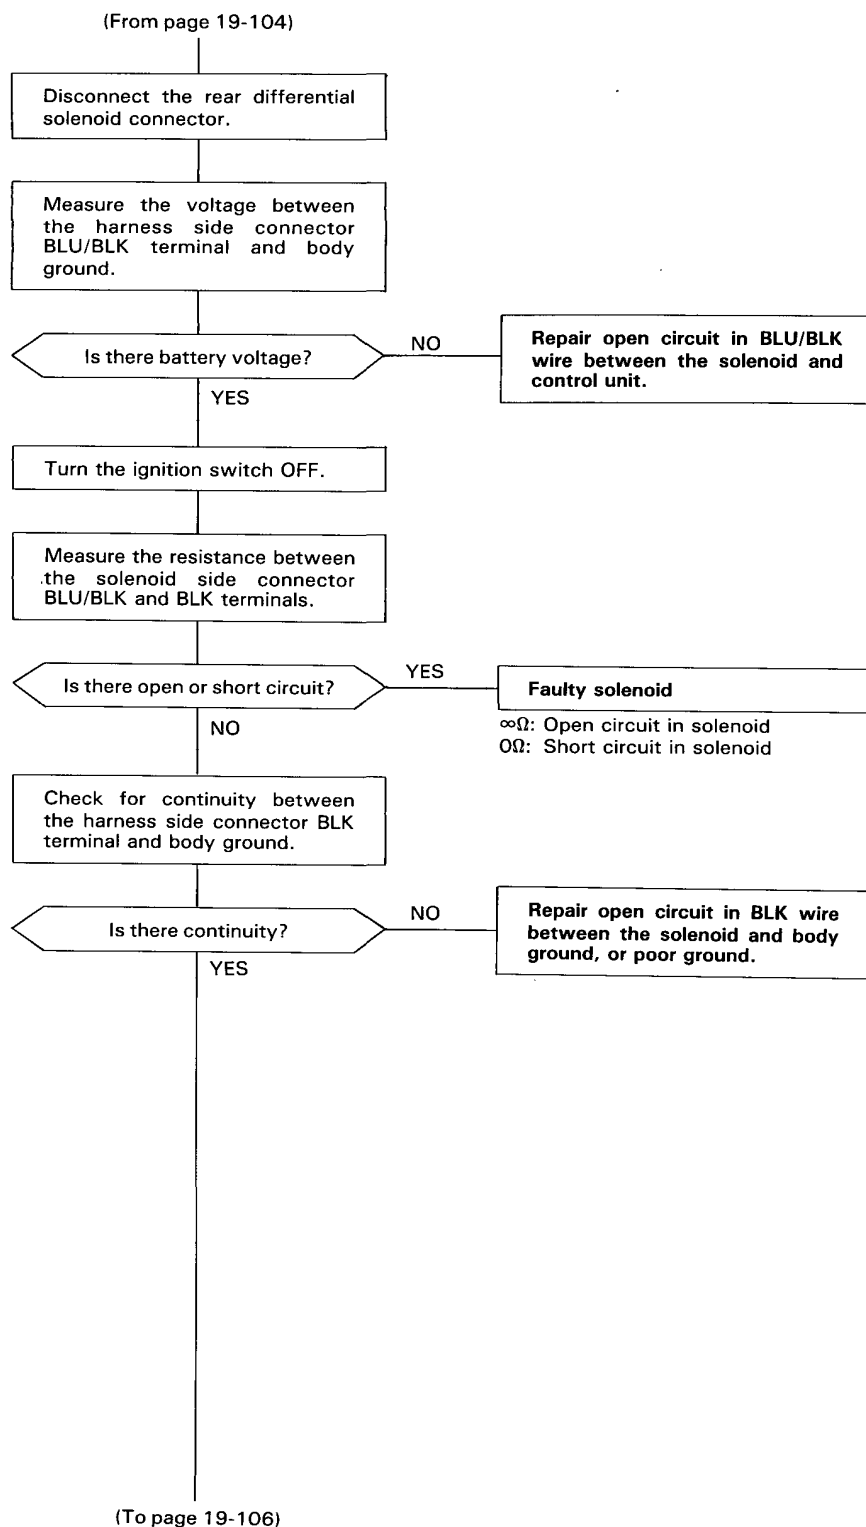 (From page 19-104)
Disconnect the rear differential
solenoid connector.
Measure the voltage between
the harness side connector
BLU/BLK terminal and body
ground.
Is there battery voltage?
NO
Repair open circuit in BLU/BLK
wire between the solenoid and
control unit.
YES
Turn the ignition switch OFF.
Measure the resistance between
the solenoid side connector
BLU/BLK and BLK terminals.
Is there open or short circuit?
YES
Faulty solenoid
∞Ω: Open circuit in solenoid
0Ω: Short circuit in solenoid
NO
Check for continuity between
the harness side connector BLK
terminal and body ground.
Is there continuity?
NO
Repair open circuit in BLK wire
between the solenoid and body
ground, or poor ground.
YES
(To page 19-106)